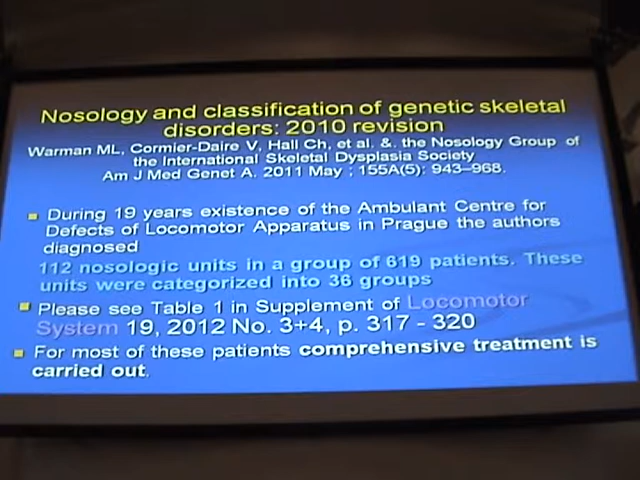 Nosology and classification of genetic skeletal
disorders: 2010 revision
Warman ML, Cormier-Daire V, Hall Ch, et al. &. the Nosology Group of
the International Skeletal Dysplasia Society
Am J Med Genet A. 2011 May ; 155A(5): 943–968.
During 19 years existence of the Ambulant Centre for
Defects of Locomotor Apparatus in Prague the authors
diagnosed
112 nosologic units in a group of 619 patients. These
units were categorized into 36 groups
Please see Table 1 in Supplement of Locomotor
System 19, 2012 No. 3+4, p. 317 - 320
For most of these patients comprehensive treatment is
carried out.